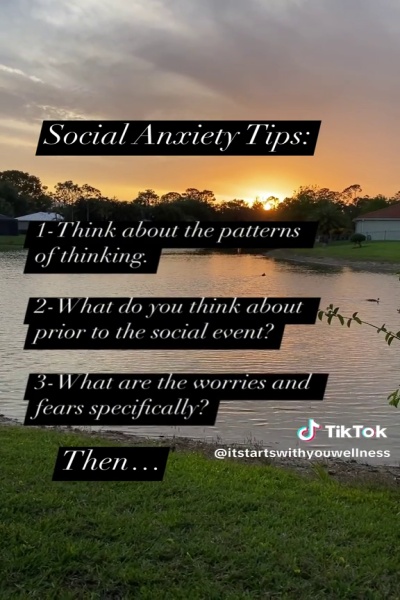 Social Anxiety Tips:
1-Think about the patterns
of thinking.
2-What do you think about
prior to the social event?
3-What are the worries and
fears specifically?
Then...
TikTok
@itstartswithyouwellness